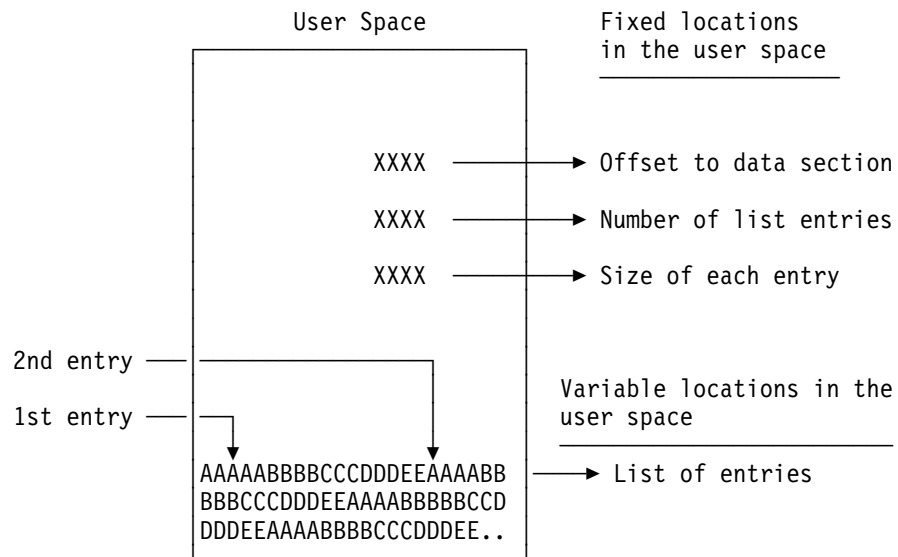 User Space
Fixed locations
in the user space
XXXX
Offset to data section
XXXX
Number of list entries
XXXX
Size of each entry
2nd entry
Variable locations in the
user space
1st entry
AAAAABBBBCCCDDDEEAAAABB
List of entries
BBBCCCDDDEEAAAABBBBBCCD
DDDEEAAAABBBBCCCDDDEE..